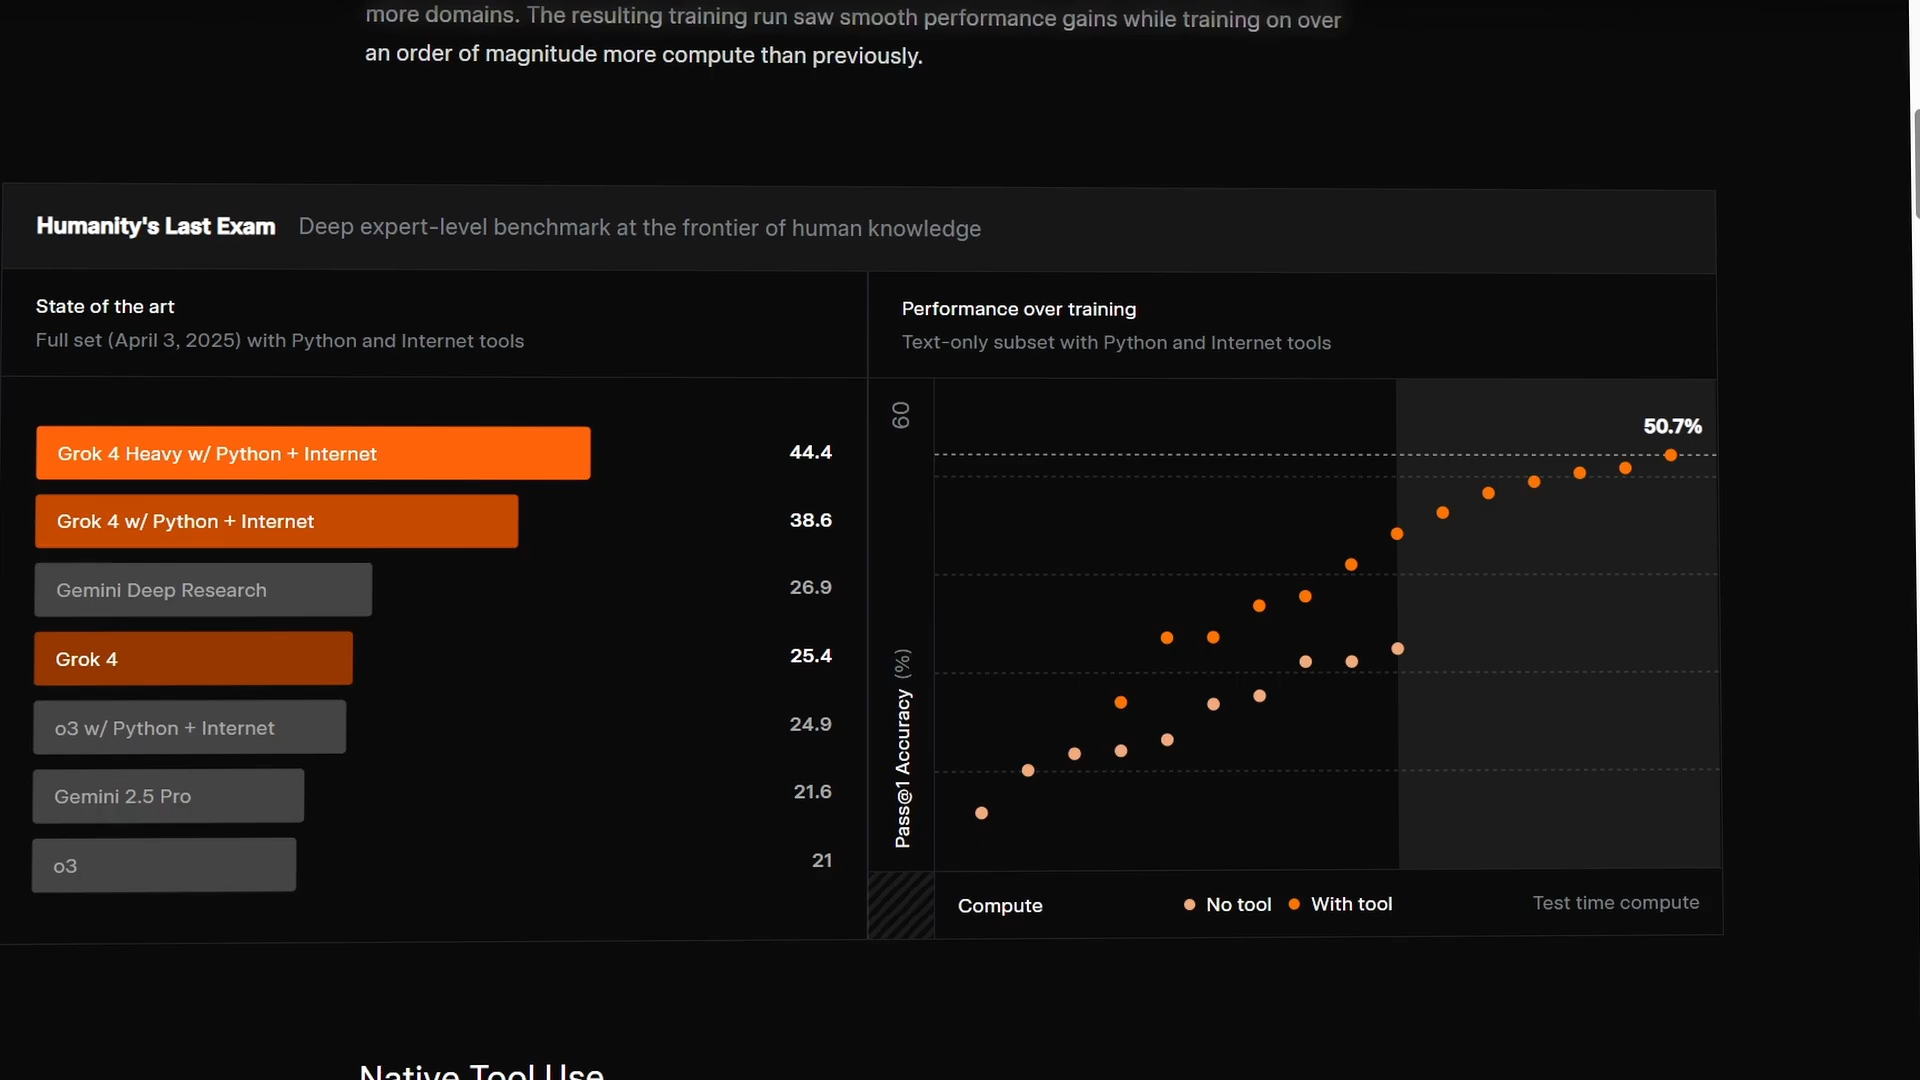 more domains. The resulting training run saw smooth performance gains while training on over
an order of magnitude more compute than previously.
Humanity's Last Exam Deep expert-level benchmark at the frontier of human knowledge
State of the art
Full set (April 3, 2025) with Python and Internet tools
Grok 4 Heavy w/ Python + Internet 44.4
Grok 4 w/ Python + Internet 38.6
Gemini Deep Research 26.9
Grok 4 25.4
o3 w/ Python + Internet 24.9
Gemini 2.5 Pro 21.6
o3 21
Performance over training
Text-only subset with Python and Internet tools
60
50.7%
Pass@1 Accuracy (%)
Compute No tool With tool Test time compute
Native Tool Use